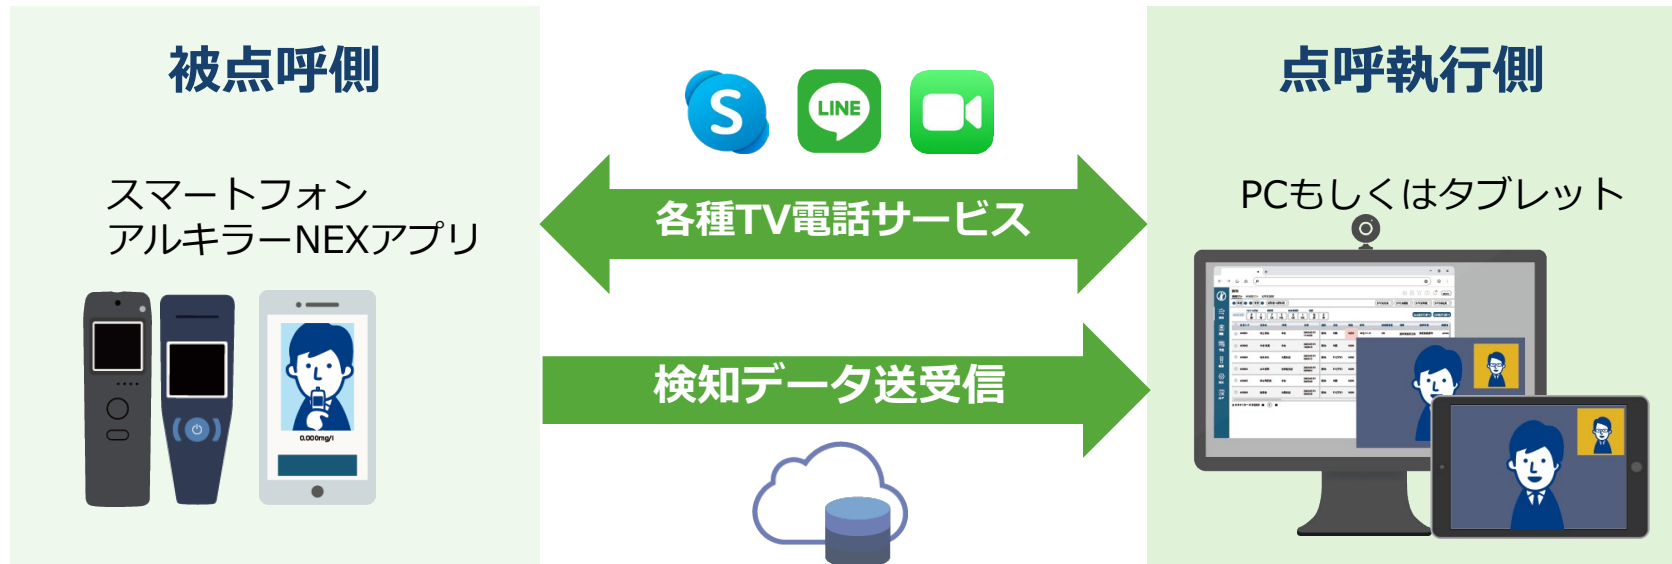 被点呼側
スマートフォン
アルキラーNEXアプリ
0.000mg/l
S
LINE
各種TV電話サービス
検知データ送受信
点呼執行側
PCもしくはタブレット